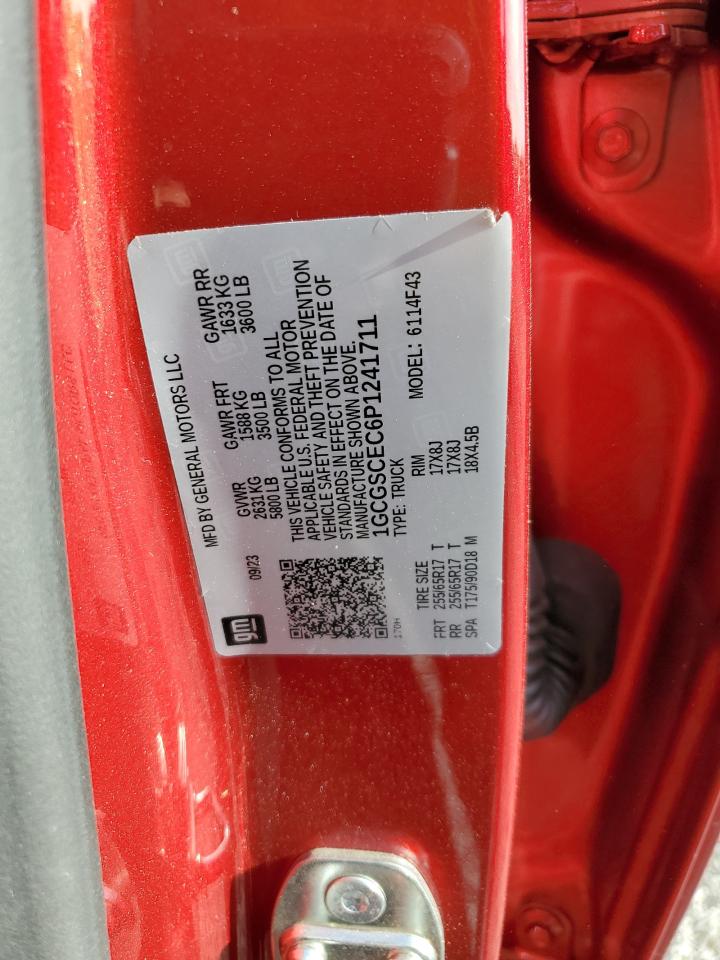 gm
MFD BY GENERAL MOTORS LLC
09/23 GVWR GAWR FRT GAWR RR
2631 KG 1588 KG 1633 KG
5800 LB 3500 LB 3600 LB
THIS VEHICLE CONFORMS TO ALL
APPLICABLE U.S. FEDERAL MOTOR
VEHICLE SAFETY AND THEFT PREVENTION
STANDARDS IN EFFECT ON THE DATE OF
MANUFACTURE SHOWN ABOVE.
1GCGSCEC6P1241711
170H TYPE: TRUCK MODEL: 6114F43
TIRE SIZE RIM
FRT 255/65R17 T 17X8J
RR 255/65R17 T 17X8J
SPA T175/90D18 M 18X4.5B